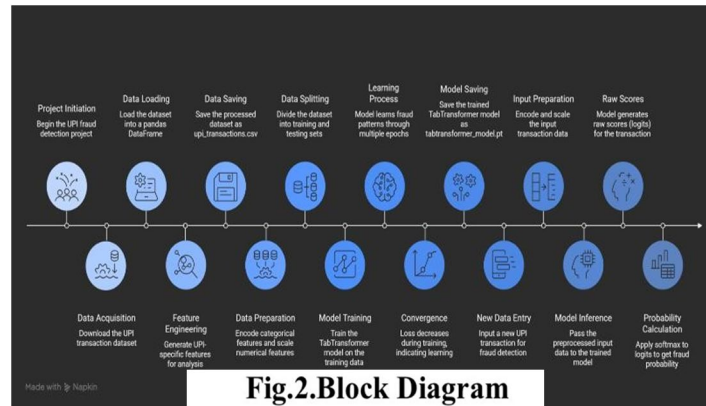 Project Initiation
Begin the UPI fraud
detection project
Data Loading
Load the dataset
into a pandas
DataFrame
Data Saving
Save the processed
dataset as
upi_transactions.csv
Data Splitting
Divide the dataset
into training and
testing sets
Learning
Process
Model learns fraud
patterns through
multiple epochs
Model Saving
Save the trained
TabTransformer model
as
tabtransformer_model.pt
Input Preparation
Encode and scale
the input
transaction data
Raw Scores
Model generates
raw scores (logits)
for the transaction
Data Acquisition
Download the UPI
transaction dataset
Feature
Engineering
Generate UPI-
specific features
for analysis
Data Preparation
Encode categorical
features and scale
numerical features
Model Training
Train the
TabTransformer
model on the
training data
Convergence
Loss decreases
during training,
indicating learning
New Data Entry
Input a new UPI
transaction for
fraud detection
Model Inference
Pass the
preprocessed input
data to the trained
model
Probability
Calculation
Apply softmax to
logits to get fraud
probability
Made with Napkin
Fig.2.Block Diagram